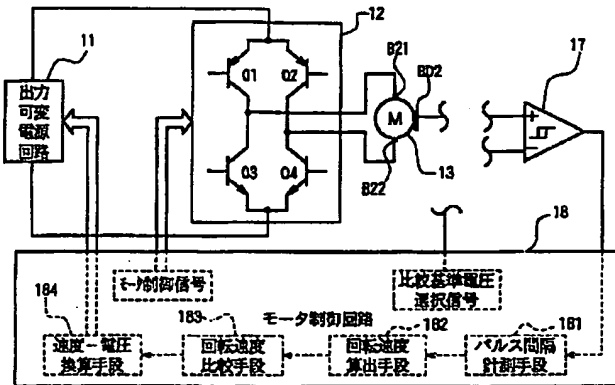 12
11
出力
可変
電源
回路
Q1
Q2
Q3
Q4
B21
BD2
M
B22
13
17
+
−
18
184
モータ制御信号
比較基準電圧
選択信号
183
モータ制御回路
182
181
速度－電圧
換算手段
回転速度
比較手段
回転速度
算出手段
パルス間隔
計測手段